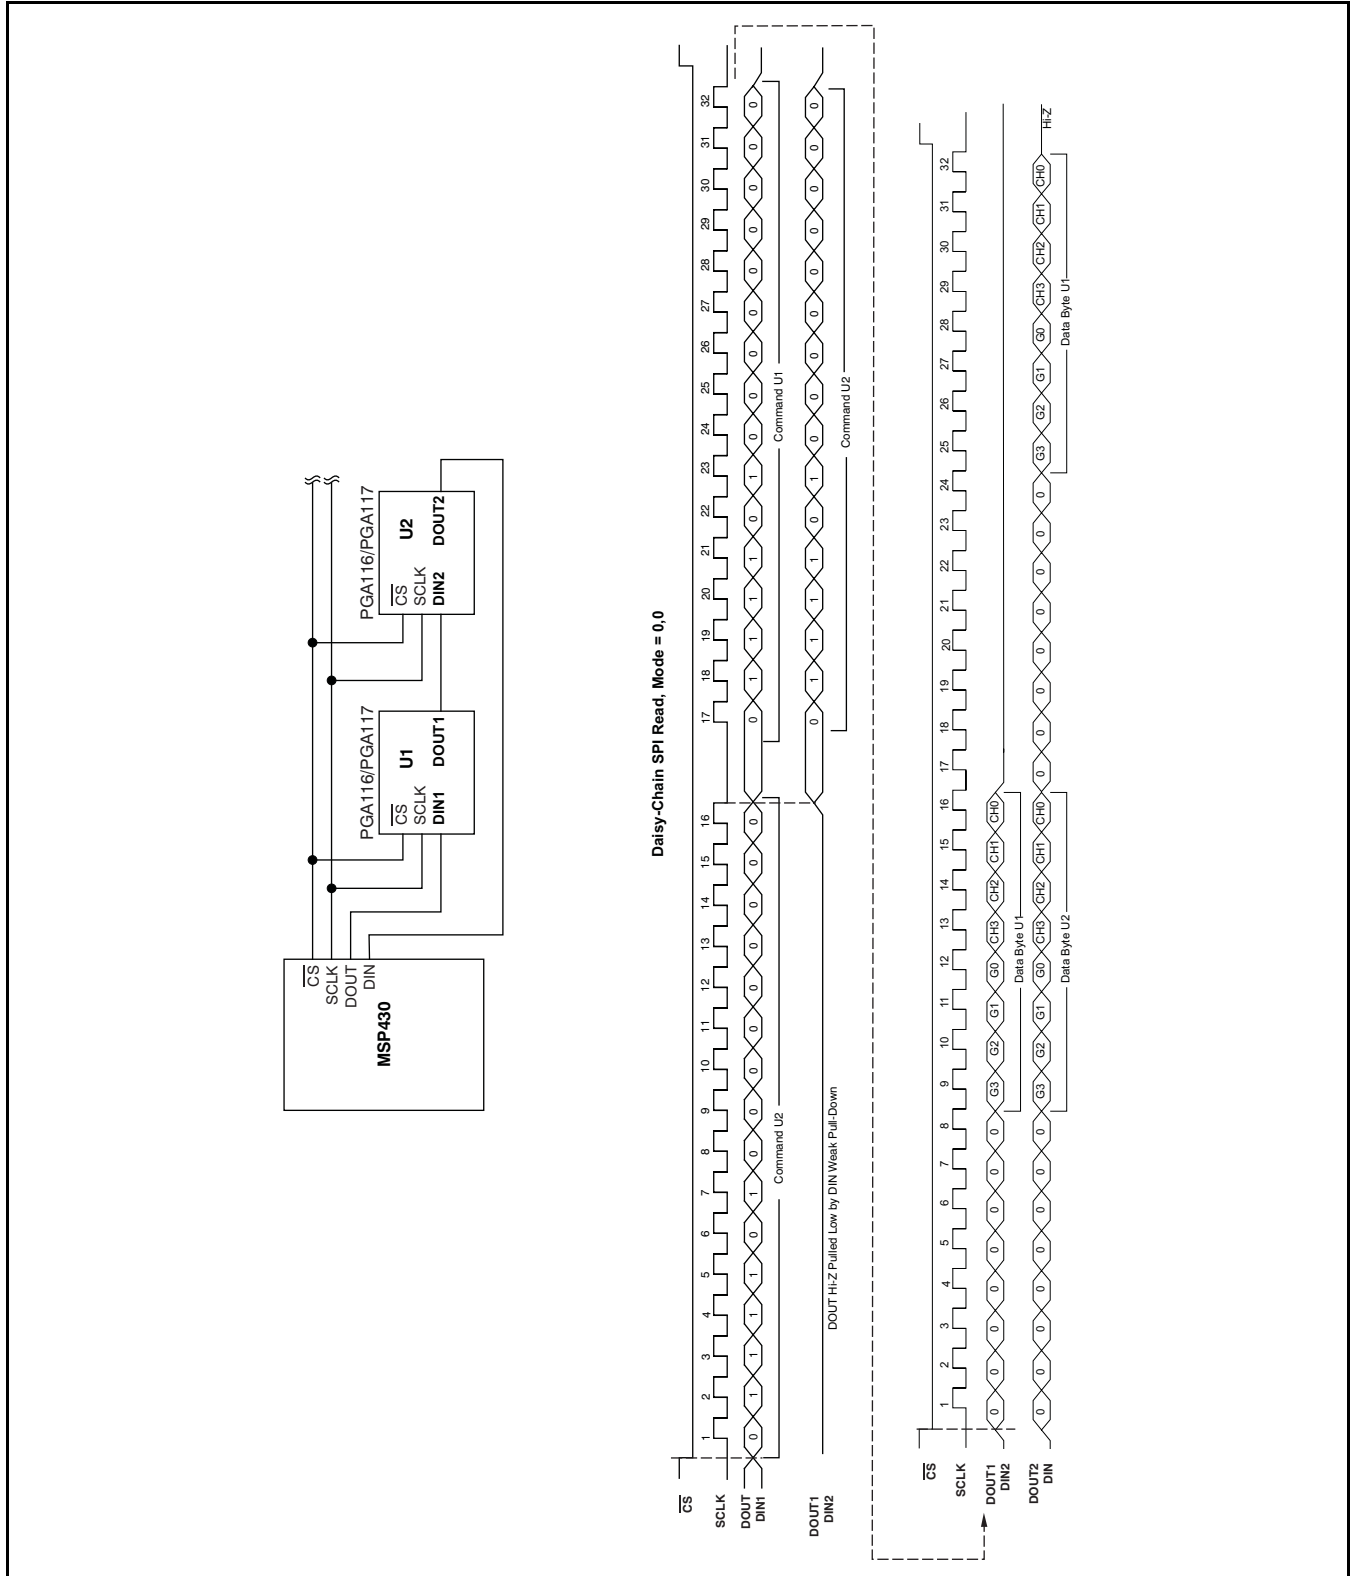 MSP430
CS
SCLK
DOUT
DIN
PGA116/PGA117
U1
CS
SCLK
DIN1
DOUT1
PGA116/PGA117
U2
CS
SCLK
DIN2
DOUT2
Daisy-Chain SPI Read, Mode = 0,0
CS
1 2 3 4 5 6 7 8 9 10 11 12 13 14 15 16 17 18 19 20 21 22 23 24 25 26 27 28 29 30 31 32
SCLK
DOUT
DIN1
0 1 1 1 1 0 1 0 0 0 0 0 0 0 0 0 0 1 1 1 1 0 1 0 0 0 0 0 0 0 0 0
Command U2
Command U1
DOUT1
DIN2
0 1 1 1 1 0 1 0 0 0 0 0 0 0 0 0
DOUT Hi-Z Pulled Low by DIN Weak Pull-Down
Command U2
CS
1 2 3 4 5 6 7 8 9 10 11 12 13 14 15 16 17 18 19 20 21 22 23 24 25 26 27 28 29 30 31 32
SCLK
DOUT1
DIN2
0 0 0 0 0 0 0 0 G3 G2 G1 G0 CH3 CH2 CH1 CH0
Data Byte U1
DOUT2
DIN
0 0 0 0 0 0 0 0 G3 G2 G1 G0 CH3 CH2 CH1 CH0 0 0 0 0 0 0 0 0 G3 G2 G1 G0 CH3 CH2 CH1 CH0 Hi-Z
Data Byte U2
Data Byte U1